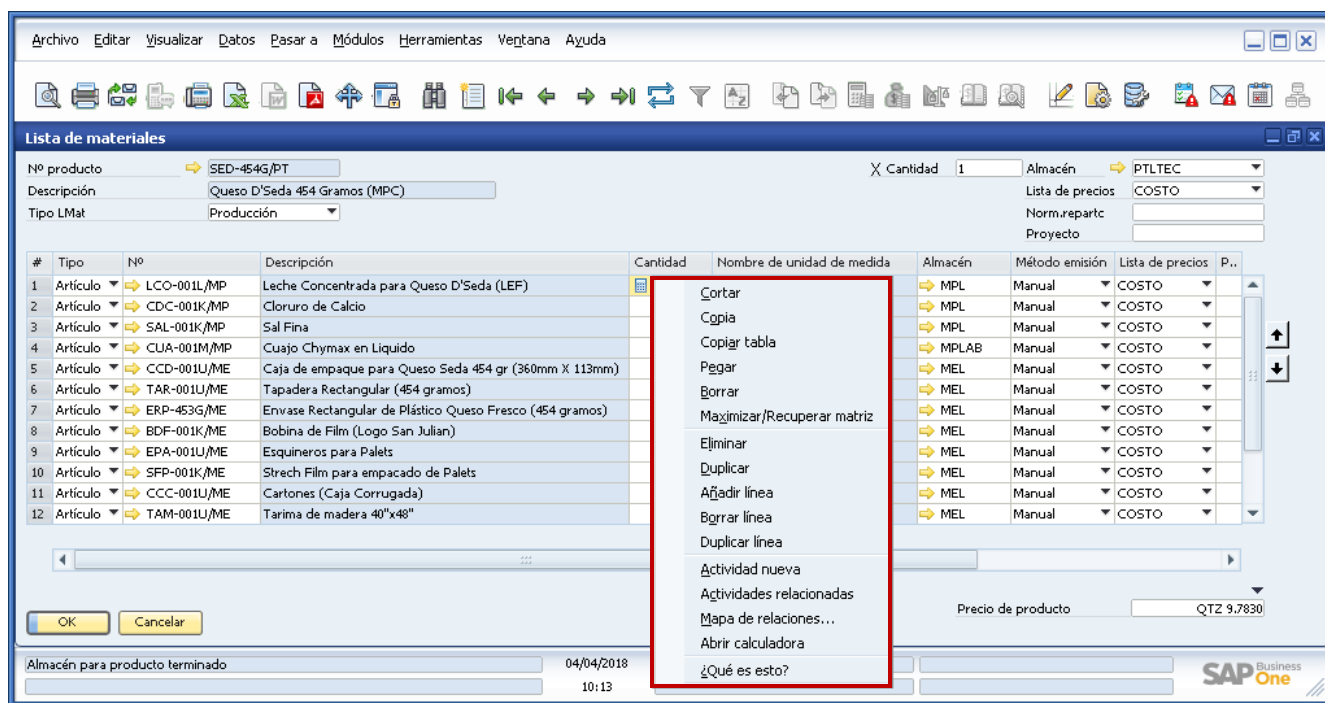 Archivo Editar Visualizar Datos Pasar a Módulos Herramientas Ventana Ayuda
Lista de materiales
Nº producto SED-454G/PT X Cantidad 1 Almacén PTLTEC
Descripción Queso D'Seda 454 Gramos (MPC) Lista de precios COSTO
Tipo LMat Producción Norm.repartc
Proyecto
# Tipo Nº Descripción Cantidad Nombre de unidad de medida Almacén Método emisión Lista de precios P..
1 Artículo LCO-001L/MP Leche Concentrada para Queso D'Seda (LEF) MPL Manual COSTO
2 Artículo CDC-001K/MP Cloruro de Calcio MPL Manual COSTO
3 Artículo SAL-001K/MP Sal Fina MPL Manual COSTO
4 Artículo CUA-001M/MP Cuajo Chymax en Liquido MPLAB Manual COSTO
5 Artículo CCD-001U/ME Caja de empaque para Queso Seda 454 gr (360mm X 113mm) MEL Manual COSTO
6 Artículo TAR-001U/ME Tapadera Rectangular (454 gramos) MEL Manual COSTO
7 Artículo ERP-453G/ME Envase Rectangular de Plástico Queso Fresco (454 gramos) MEL Manual COSTO
8 Artículo BDF-001K/ME Bobina de Film (Logo San Julian) MEL Manual COSTO
9 Artículo EPA-001U/ME Esquineros para Palets MEL Manual COSTO
10 Artículo SFP-001K/ME Strech Film para empacado de Palets MEL Manual COSTO
11 Artículo CCC-001U/ME Cartones (Caja Corrugada) MEL Manual COSTO
12 Artículo TAM-001U/ME Tarima de madera 40"x48" MEL Manual COSTO
Cortar
Copia
Copiar tabla
Pegar
Borrar
Maximizar/Recuperar matriz
Eliminar
Duplicar
Añadir línea
Borrar línea
Duplicar línea
Actividad nueva
Actividades relacionadas
Mapa de relaciones...
Abrir calculadora
¿Qué es esto?
Precio de producto QTZ 9.7830
OK Cancelar
Almacén para producto terminado 04/04/2018
10:13
SAP Business One